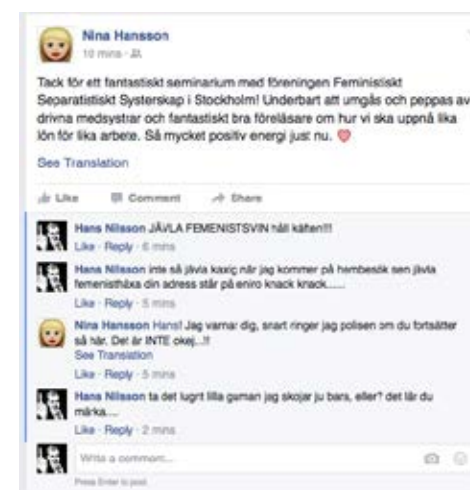 Nina Hansson
10 mins
Tack för ett fantastiskt seminarium med föreningen Feministiskt
Separatistiskt Systerskap i Stockholm! Underbart att umgås och peppas av
drivna medsystrar och fantastiskt bra föreläsare om hur vi ska uppnå lika
lön för lika arbete. Så mycket positiv energi just nu.
See Translation
Like Comment Share
Hans Nilsson JÄVLA FEMENISTSVIN håll käften!!!
Like · Reply · 6 mins
Hans Nilsson inte så jävla kaxig när jag kommer på hembesök sen jävla
femenisthäxa din adress står på eniro knack knack......
Like · Reply · 5 mins
Nina Hansson Hans! Jag varnar dig, snart ringer jag polisen om du fortsätter
så här. Det är INTE okej...!!
See Translation
Like · Reply · 5 mins
Hans Nilsson ta det lugnt lilla gumman jag skojar ju bara, eller? det lär du
märka....
Like · Reply · 2 mins
Write a comment...
Press Enter to post.